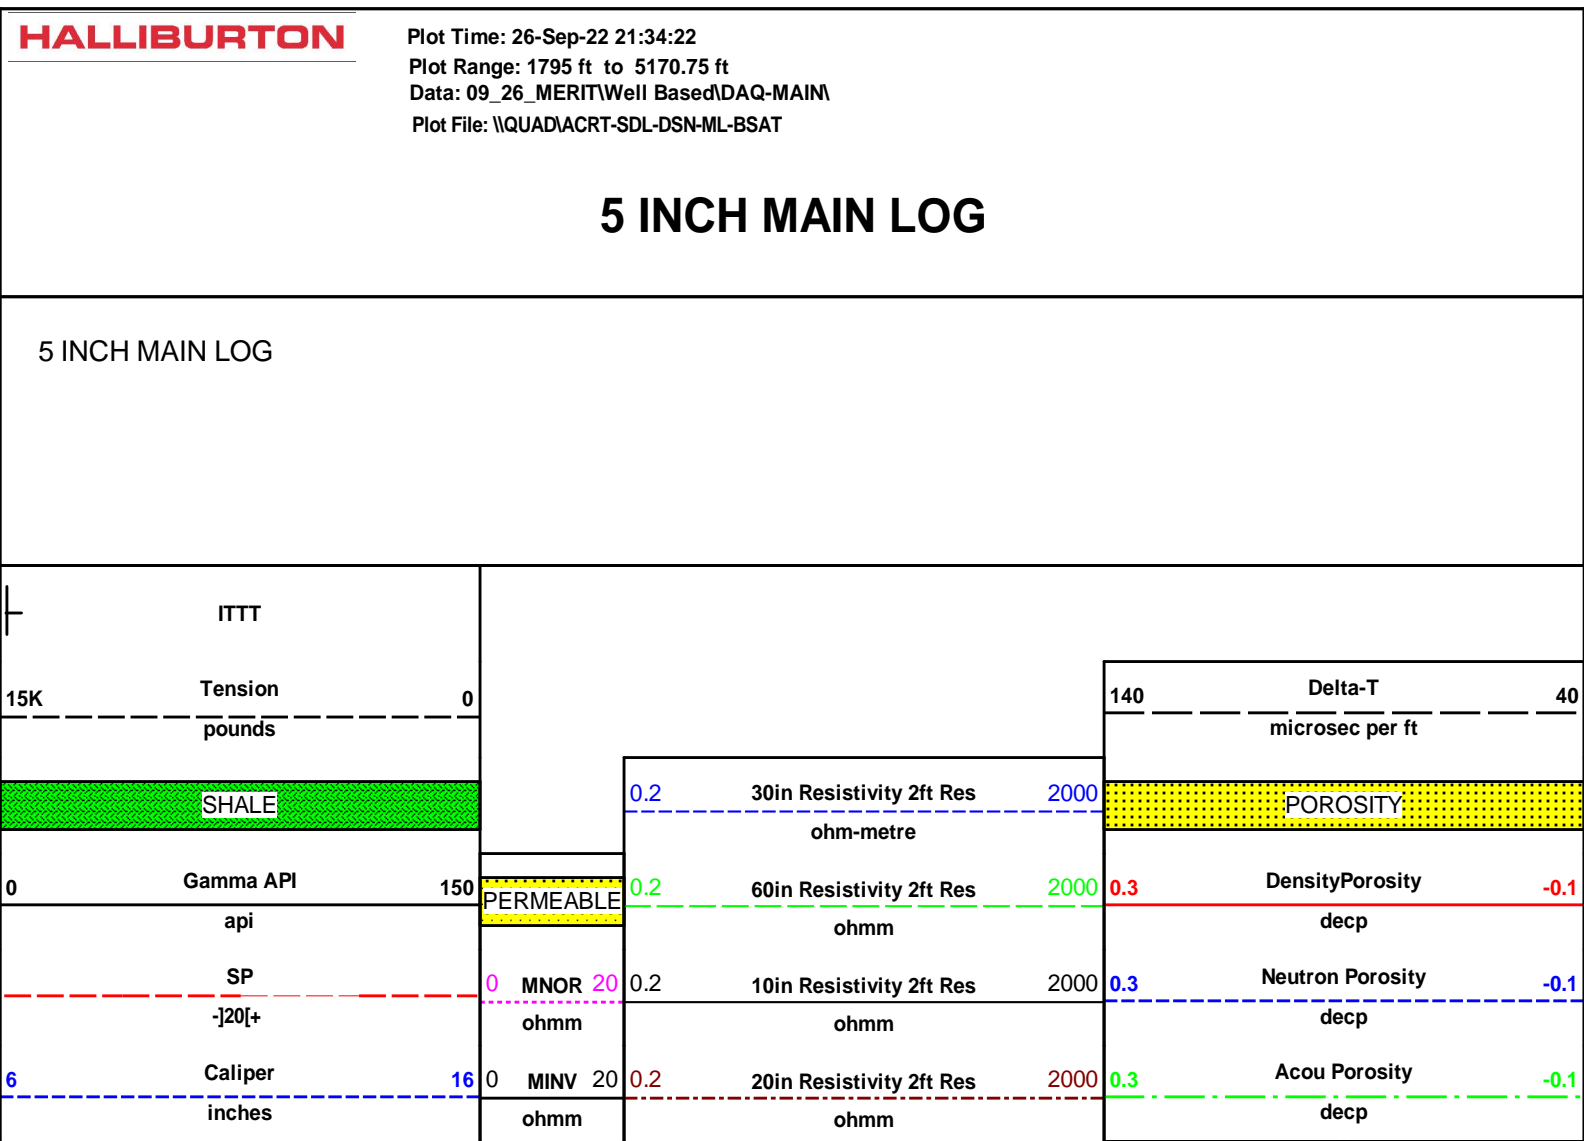 HALLIBURTON
Plot Time: 26-Sep-22 21:34:22
Plot Range: 1795 ft to 5170.75 ft
Data: 09_26_MERIT\Well Based\DAQ-MAIN\
Plot File: \\QUAD\ACRT-SDL-DSN-ML-BSAT
5 INCH MAIN LOG
5 INCH MAIN LOG
ITTT
15K Tension 0
pounds
SHALE
0 Gamma API 150
api
SP
-]20[+
6 Caliper 16
inches
PERMEABLE
0 MNOR 20
ohmm
0 MINV 20
ohmm
0.2 30in Resistivity 2ft Res 2000
ohm-metre
0.2 60in Resistivity 2ft Res 2000
ohmm
0.2 10in Resistivity 2ft Res 2000
ohmm
0.2 20in Resistivity 2ft Res 2000
ohmm
140 Delta-T 40
microsec per ft
POROSITY
0.3 DensityPorosity -0.1
decp
0.3 Neutron Porosity -0.1
decp
0.3 Acou Porosity -0.1
decp